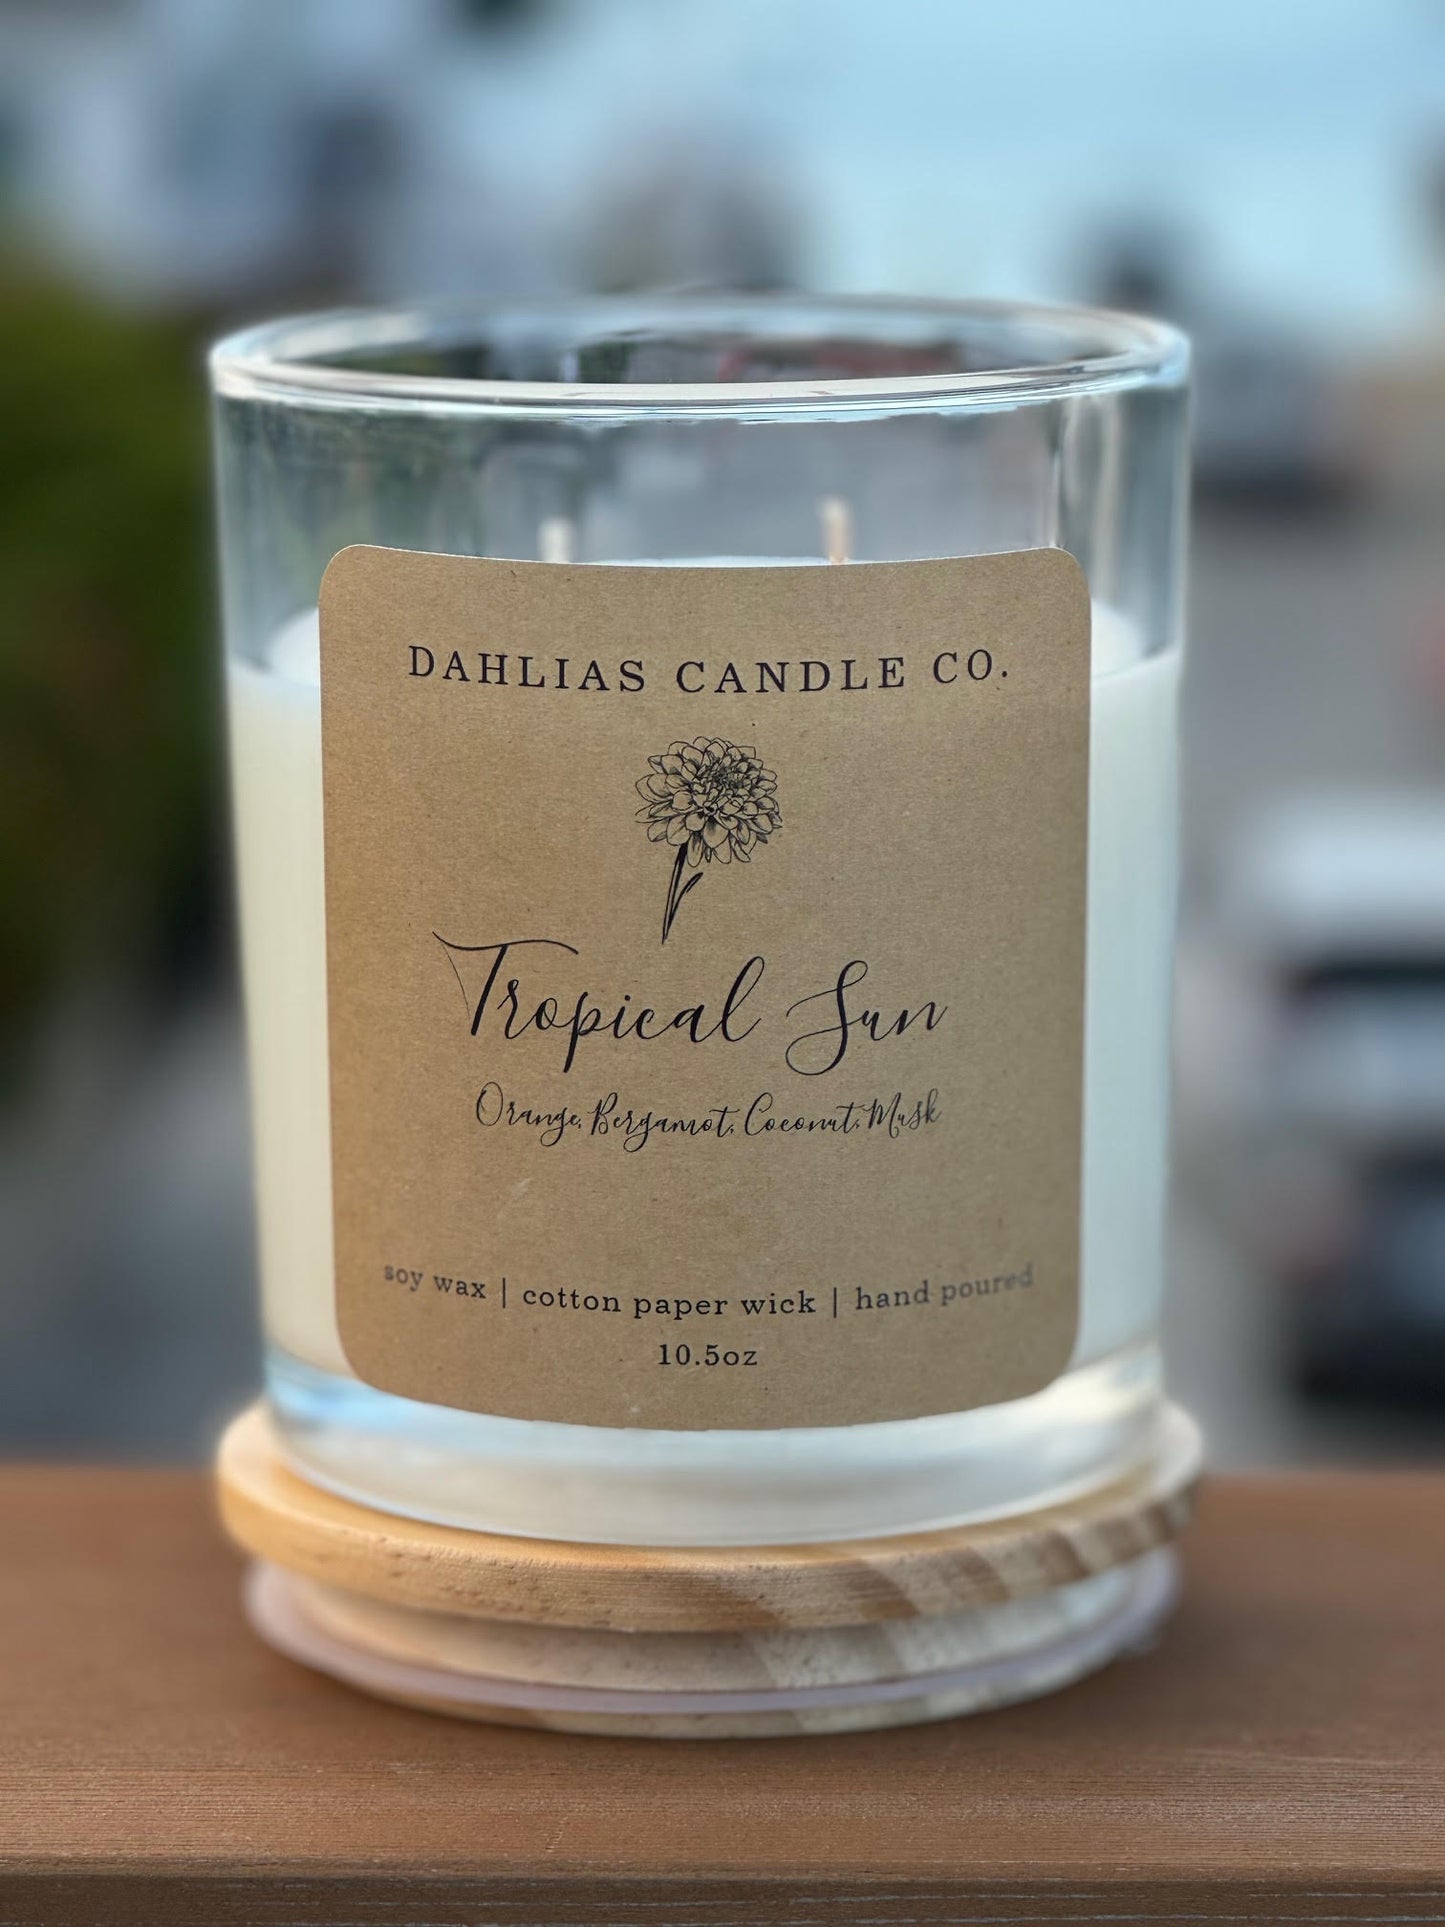 DAHLIAS CANDLE CO.
Tropical Sun
Orange, Bergamot, Coconut, Musk
soy wax | cotton paper wick | hand poured
10.5oz